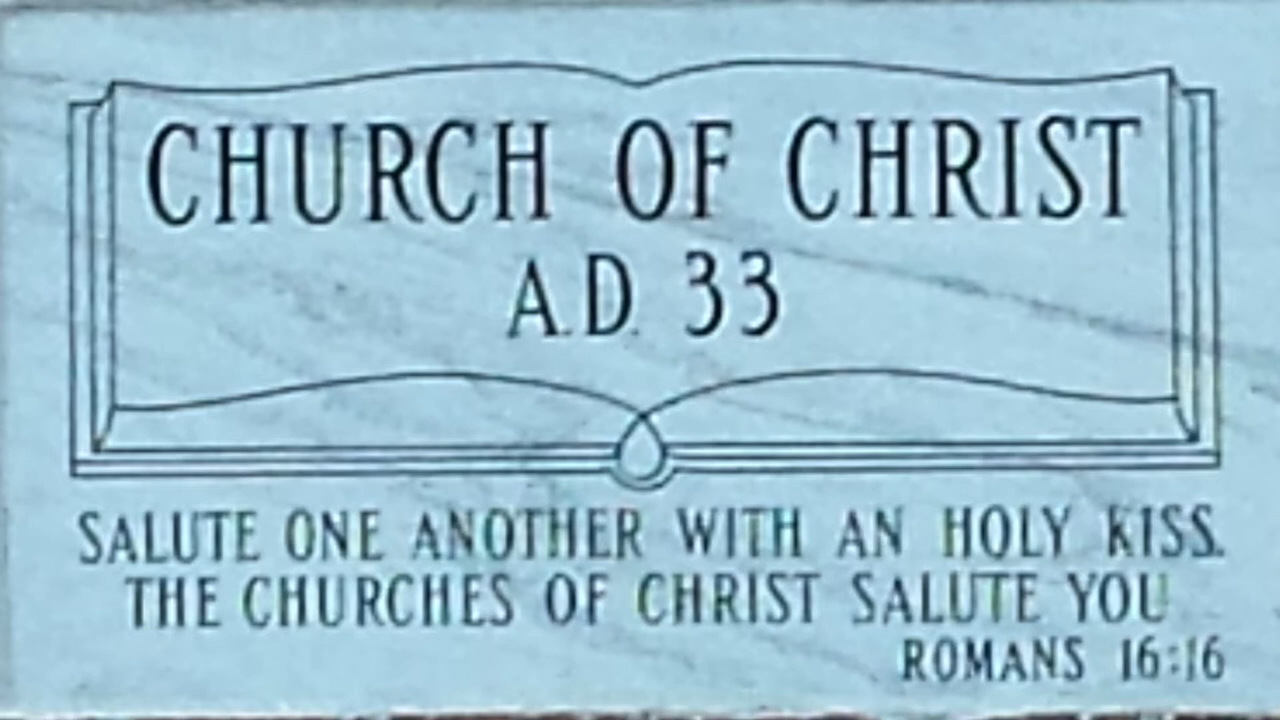 CHURCH OF CHRIST
A.D. 33
SALUTE ONE ANOTHER WITH AN HOLY KISS.
THE CHURCHES OF CHRIST SALUTE YOU
ROMANS 16:16